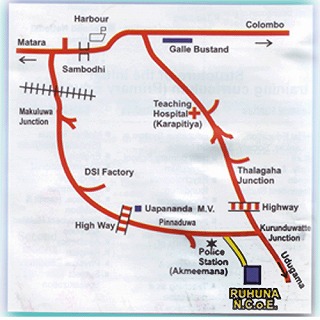 Harbour
Colombo
Matara
Galle Bustand
Sambodhi
Makuluwa
Junction
Teaching
Hospital
(Karapitiya)
Thalagaha
Junction
DSI Factory
Uapananda M.V.
Highway
High Way
Pinnaduwa
Kurunduwatte
Junction
Police
Station
(Akmeemana)
Udugama
RUHUNA
N.C.o.E.